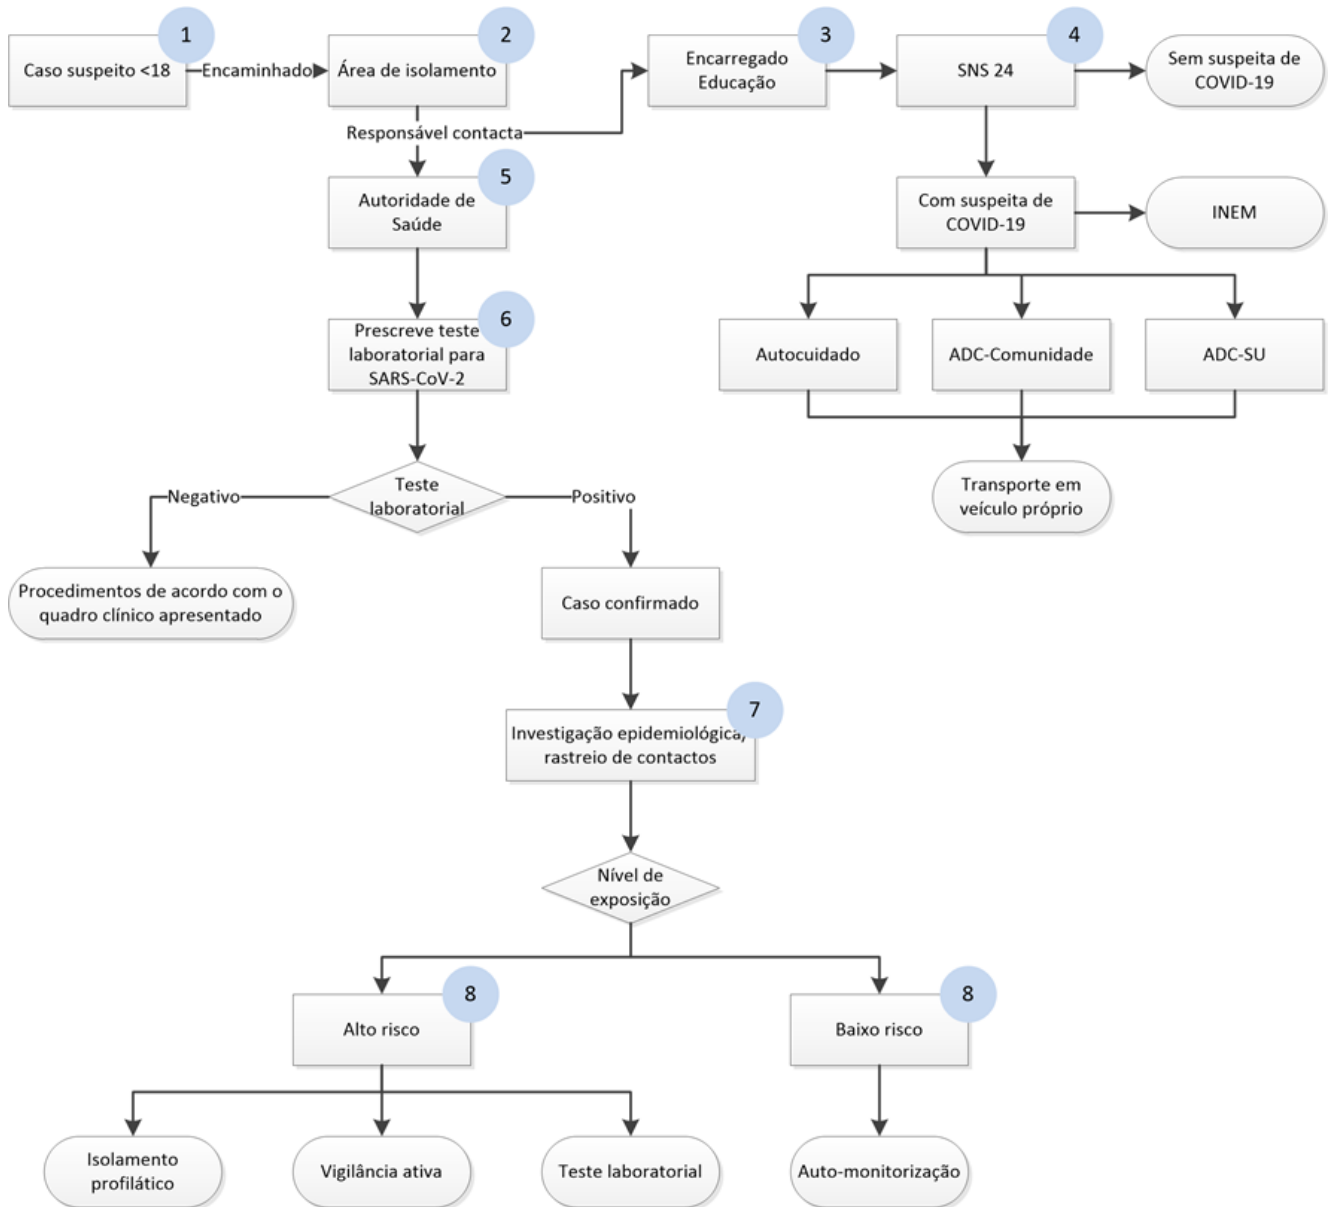 1
Caso suspeito <18
Encaminhado
2
Área de isolamento
3
Encarregado
Educação
4
SNS 24
Sem suspeita de
COVID-19
Responsável contacta
5
Autoridade de
Saúde
Com suspeita de
COVID-19
INEM
6
Prescreve teste
laboratorial para
SARS-CoV-2
Autocuidado
ADC-Comunidade
ADC-SU
Teste
laboratorial
Negativo
Positivo
Transporte em
veículo próprio
Procedimentos de acordo com o
quadro clínico apresentado
Caso confirmado
7
Investigação epidemiológica/
rastreio de contactos
Nível de
exposição
8
Alto risco
8
Baixo risco
Isolamento
profilático
Vigilância ativa
Teste laboratorial
Auto-monitorização